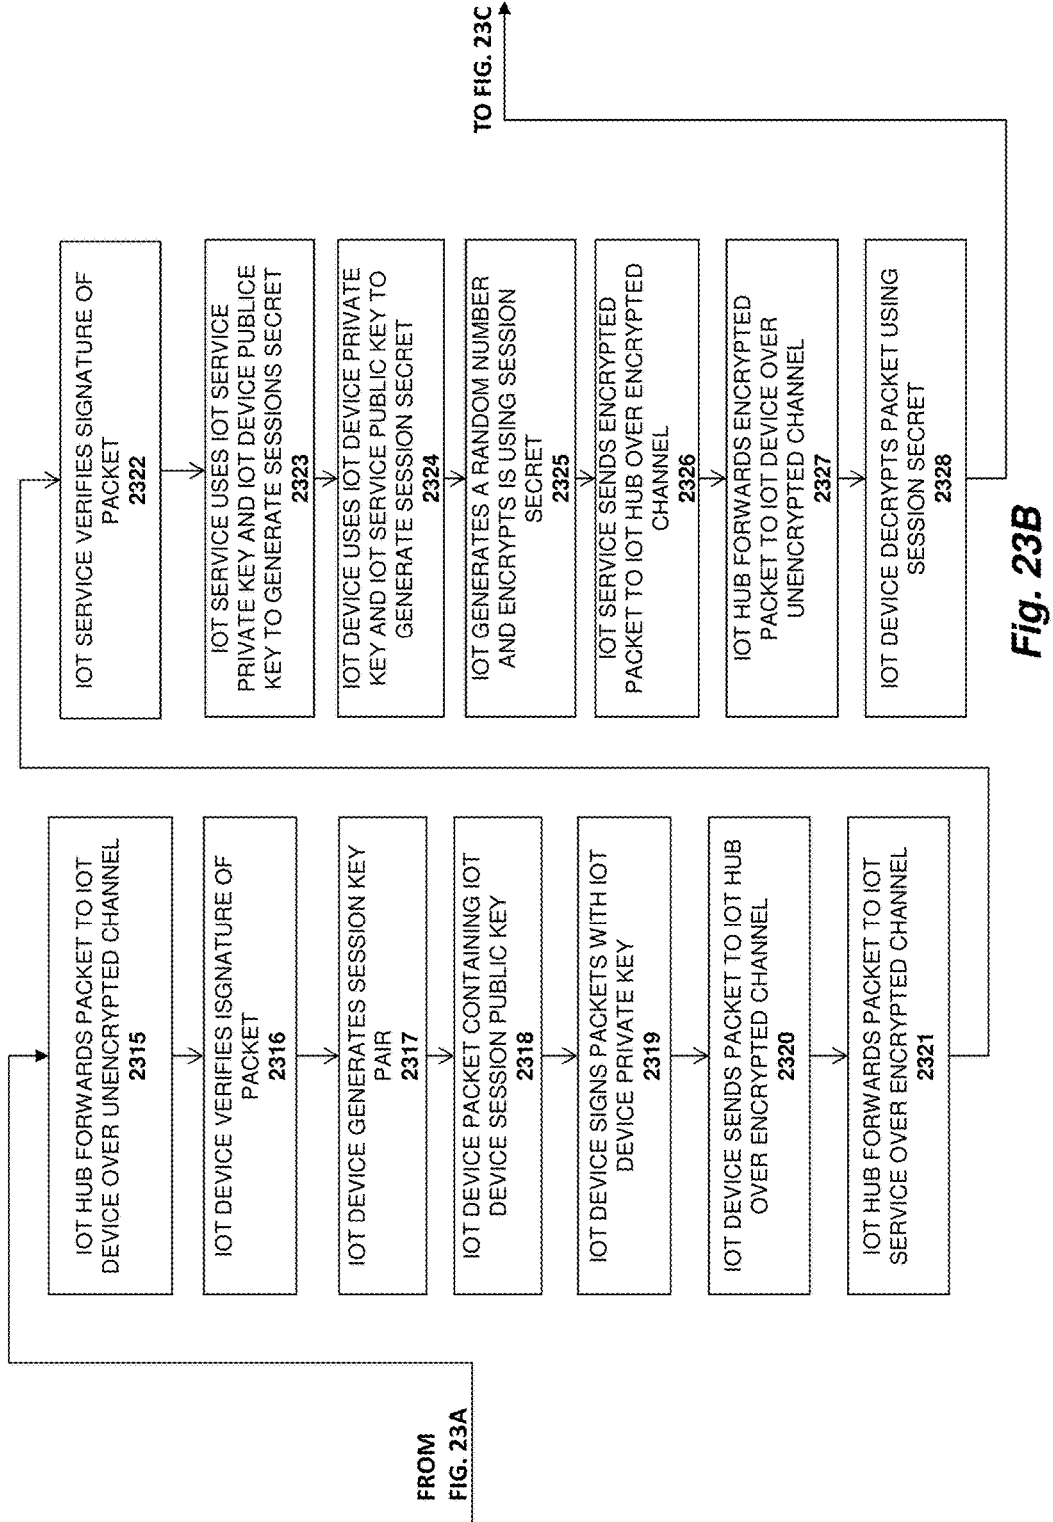 FROM
FIG. 23A
IOT HUB FORWARDS PACKET TO IOT
DEVICE OVER UNENCRYPTED CHANNEL
2315
IOT DEVICE VERIFIES ISGNATURE OF
PACKET
2316
IOT DEVICE GENERATES SESSION KEY
PAIR
2317
IOT DEVICE PACKET CONTAINING IOT
DEVICE SESSION PUBLIC KEY
2318
IOT DEVICE SIGNS PACKETS WITH IOT
DEVICE PRIVATE KEY
2319
IOT DEVICE SENDS PACKET TO IOT HUB
OVER ENCRYPTED CHANNEL
2320
IOT HUB FORWARDS PACKET TO IOT
SERVICE OVER ENCRYPTED CHANNEL
2321
IOT SERVICE VERIFIES SIGNATURE OF
PACKET
2322
IOT SERVICE USES IOT SERVICE
PRIVATE KEY AND IOT DEVICE PUBLICE
KEY TO GENERATE SESSIONS SECRET
2323
IOT DEVICE USES IOT DEVICE PRIVATE
KEY AND IOT SERVICE PUBLIC KEY TO
GENERATE SESSION SECRET
2324
IOT GENERATES A RANDOM NUMBER
AND ENCRYPTS IS USING SESSION
SECRET
2325
IOT SERVICE SENDS ENCRYPTED
PACKET TO IOT HUB OVER ENCRYPTED
CHANNEL
2326
IOT HUB FORWARDS ENCRYPTED
PACKET TO IOT DEVICE OVER
UNENCRYPTED CHANNEL
2327
IOT DEVICE DECRYPTS PACKET USING
SESSION SECRET
2328
TO FIG. 23C
Fig. 23B